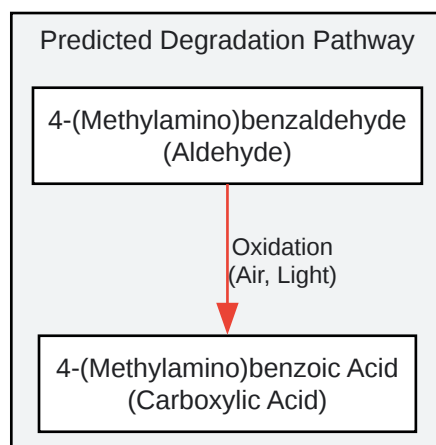 Predicted Degradation Pathway
4-(Methylamino)benzaldehyde
(Aldehyde)
Oxidation
(Air, Light)
4-(Methylamino)benzoic Acid
(Carboxylic Acid)